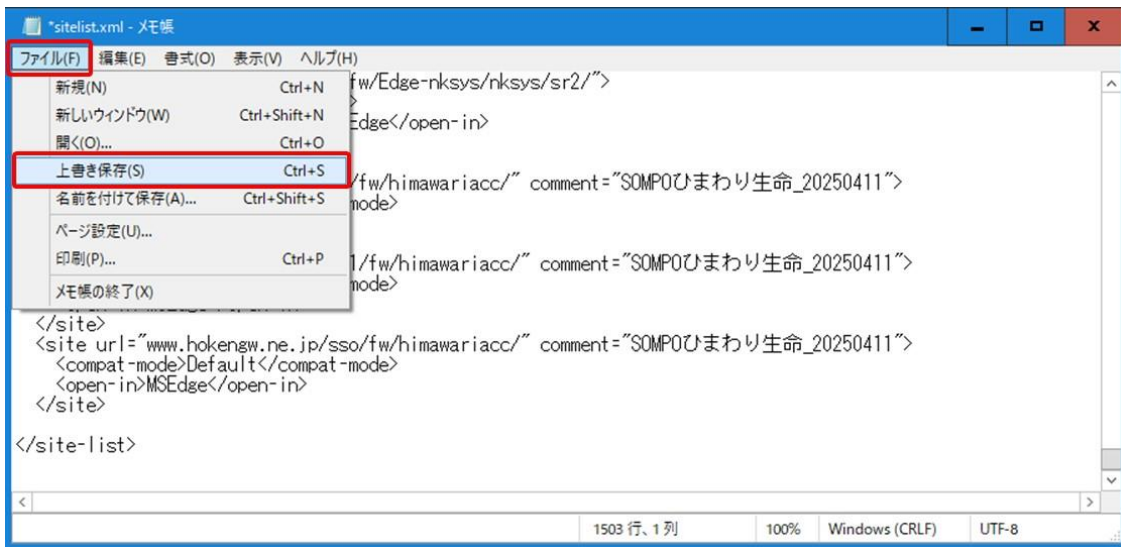 *sitelist.xml - メモ帳
ファイル(F) 編集(E) 書式(O) 表示(V) ヘルプ(H)
新規(N) Ctrl+N
新しいウィンドウ(W) Ctrl+Shift+N
開く(O)... Ctrl+O
上書き保存(S) Ctrl+S
名前を付けて保存(A)... Ctrl+Shift+S
ページ設定(U)...
印刷(P)... Ctrl+P
メモ帳の終了(X)
fw/Edge-nksys/nksys/sr2/">
Edge</open-in>
/fw/himawariacc/" comment="SOMPOひまわり生命_20250411">
mode>
1/fw/himawariacc/" comment="SOMPOひまわり生命_20250411">
mode>
</site>
<site url="www.hokengw.ne.jp/sso/fw/himawariacc/" comment="SOMPOひまわり生命_20250411">
<compat-mode>Default</compat-mode>
<open-in>MSEdge</open-in>
</site>
</site-list>
1503 行、1 列 100% Windows (CRLF) UTF-8